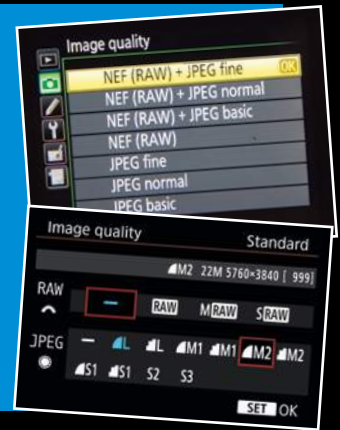 Image quality
NEF (RAW) + JPEG fine OK
NEF (RAW) + JPEG normal
NEF (RAW) + JPEG basic
NEF (RAW)
JPEG fine
JPEG normal
JPEG basic
Image quality Standard
M2 22M 5760×3840 [ 999]
RAW
– RAW MRAW SRAW
JPEG
– L L M1 M1 M2 M2
S1 S1 S2 S3
SET OK